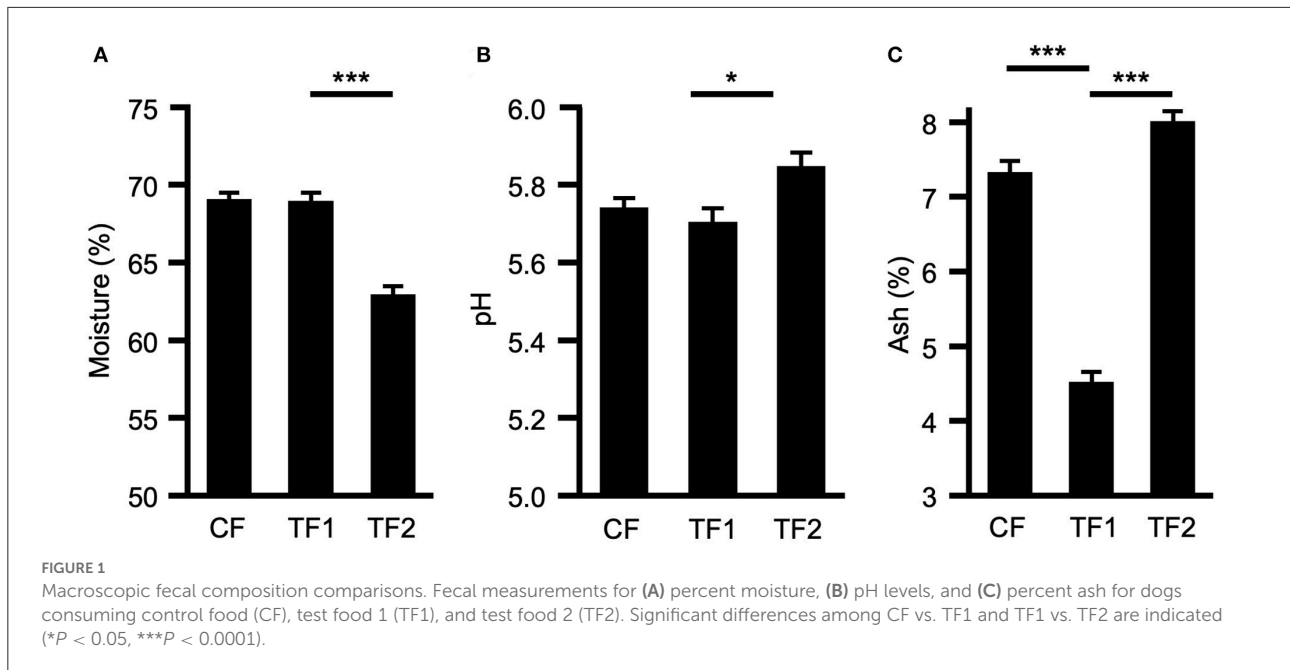 A
***
Moisture (%)
75
70
65
60
55
50
CF TF1 TF2
B
*
pH
6.0
5.8
5.6
5.4
5.2
5.0
CF TF1 TF2
C
*** ***
Ash (%)
8
7
6
5
4
3
CF TF1 TF2
FIGURE 1
Macroscopic fecal composition comparisons. Fecal measurements for (A) percent moisture, (B) pH levels, and (C) percent ash for dogs
consuming control food (CF), test food 1 (TF1), and test food 2 (TF2). Significant differences among CF vs. TF1 and TF1 vs. TF2 are indicated
(*P < 0.05, ***P < 0.0001).